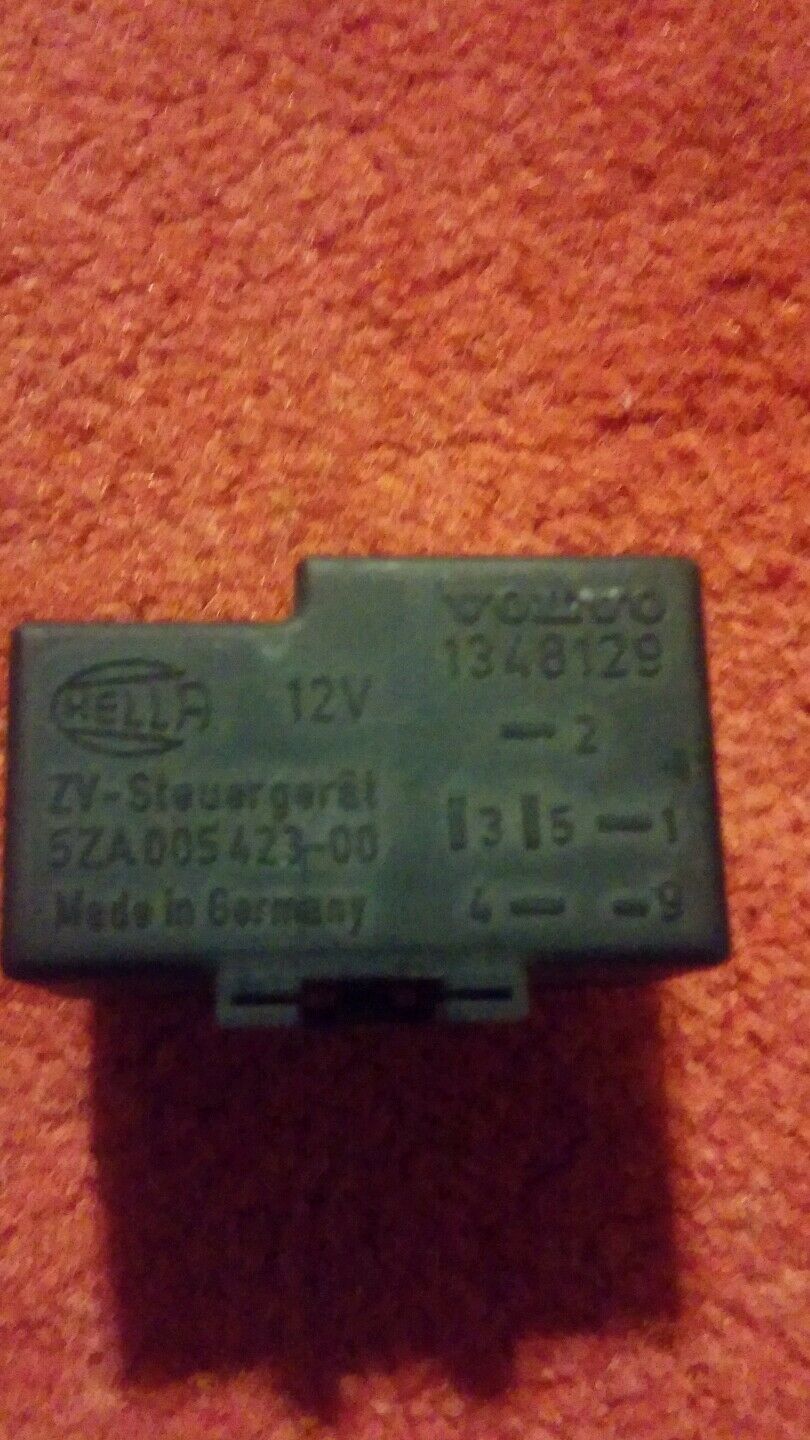 VOLVO
1348129
HELLA 12V
ZV-Steuergerät
5ZA 005 423-00
Made in Germany
2
3 5 1
4 9